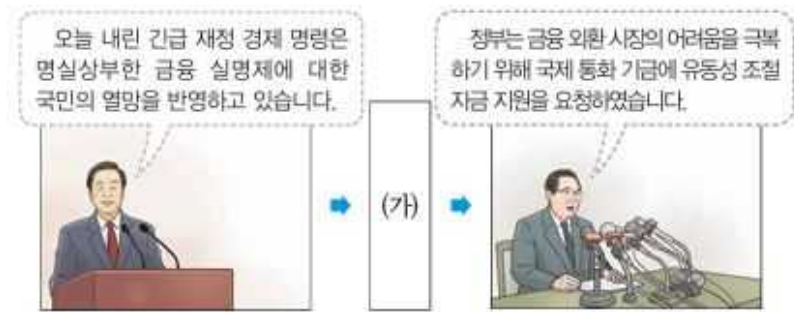 오늘 내린 긴급 재정 경제 명령은
명실상부한 금융 실명제에 대한
국민의 열망을 반영하고 있습니다.
(가)
정부는 금융 외환 시장의 어려움을 극복
하기 위해 국제 통화 기금에 유동성 조절
자금 지원을 요청하였습니다.